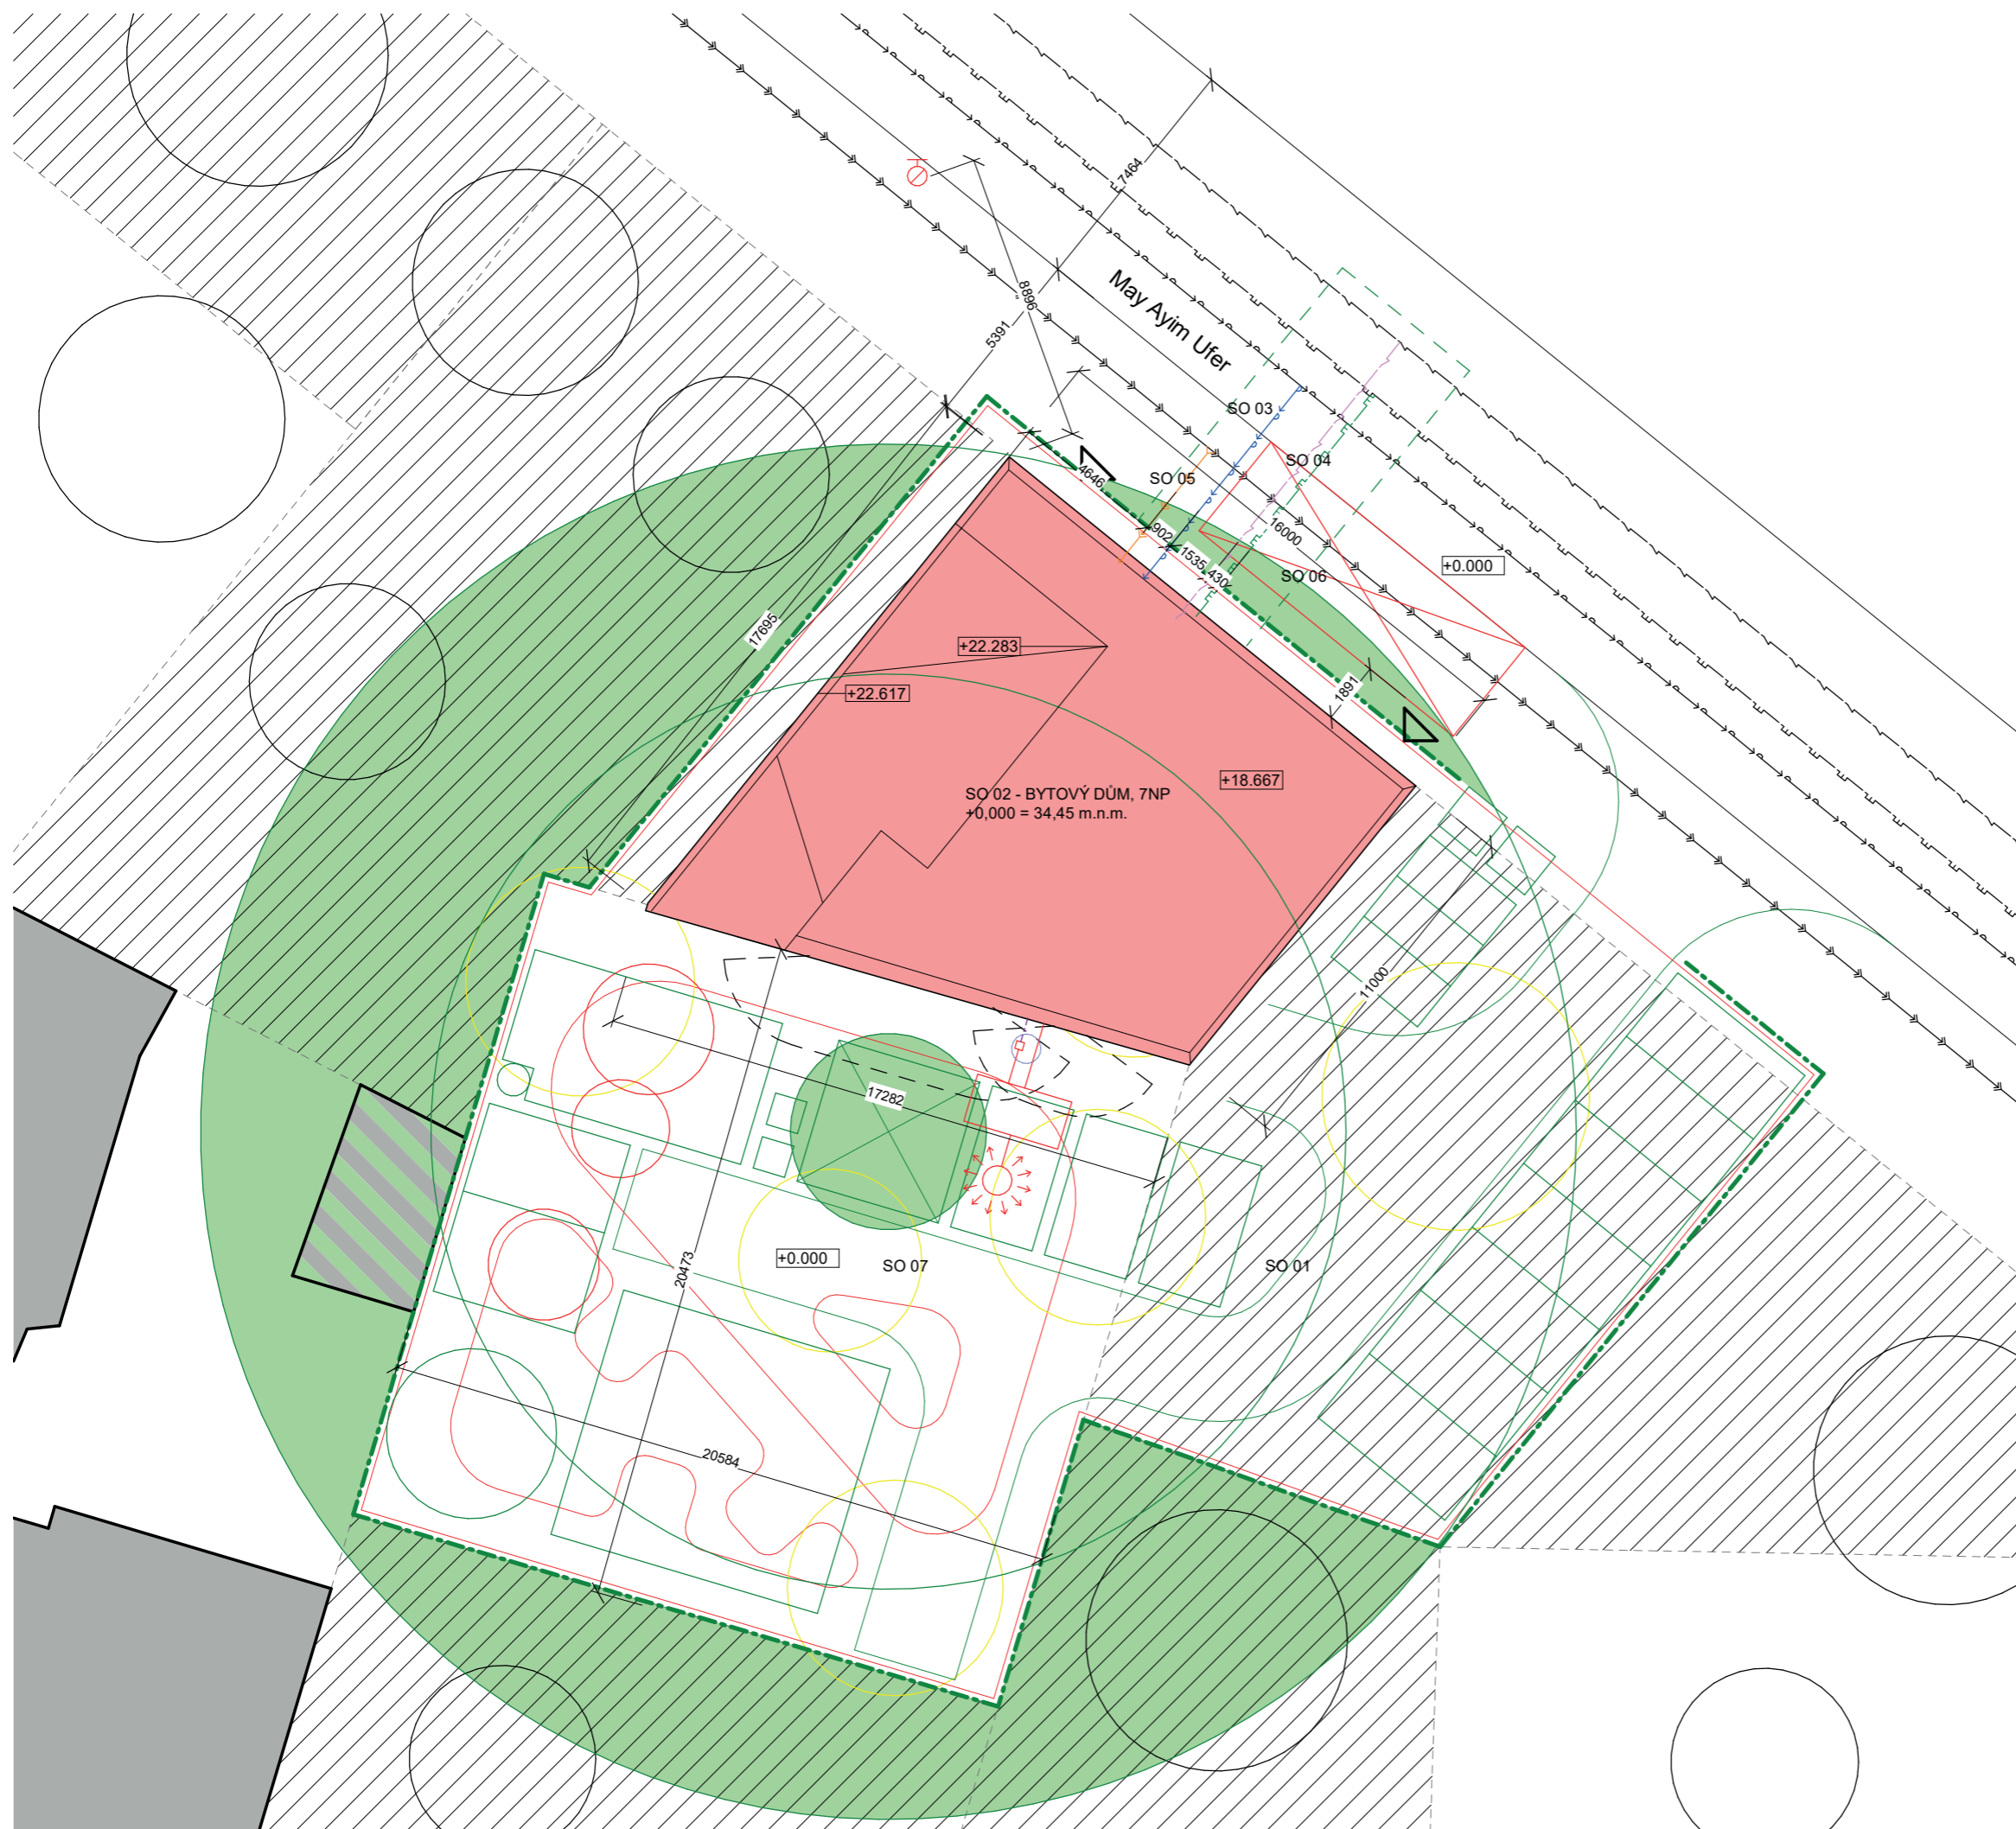 7464
8896
5391
May Ayim Ufer
SO 03
SO 04
SO 05
4646
902
1535
430
16000
+0.000
SO 06
17695
+22.283
1891
+22.617
+18.667
SO 02 - BYTOVÝ DŮM, 7NP
+0,000 = 34,45 m.n.m.
11000
17282
20473
+0.000
SO 07
SO 01
20584